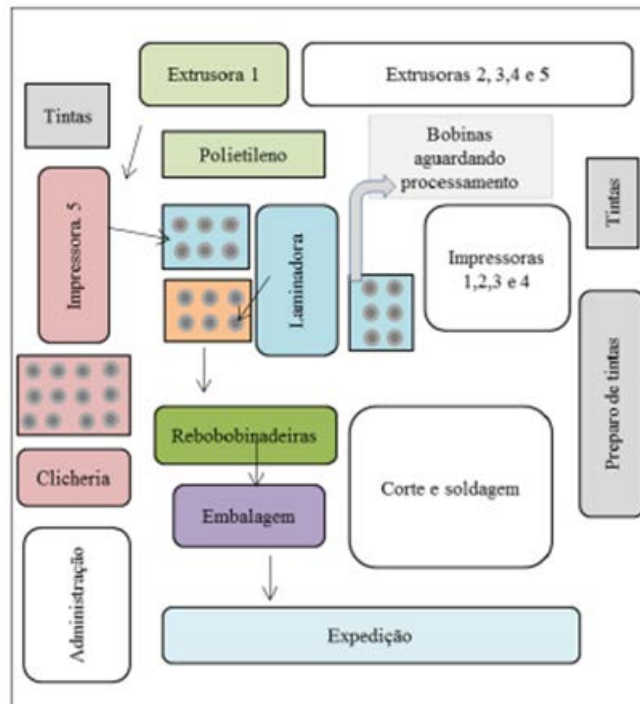 Extrusora 1
Extrusoras 2, 3,4 e 5
Tintas
Polietileno
Bobinas
aguardando
processamento
Tintas
Impressora. 5
Laminadora
Impressoras
1,2,3 e 4
Preparo de tintas
Rebobobinadeiras
Clicheria
Corte e soldagem
Embalagem
Administração
Expedição